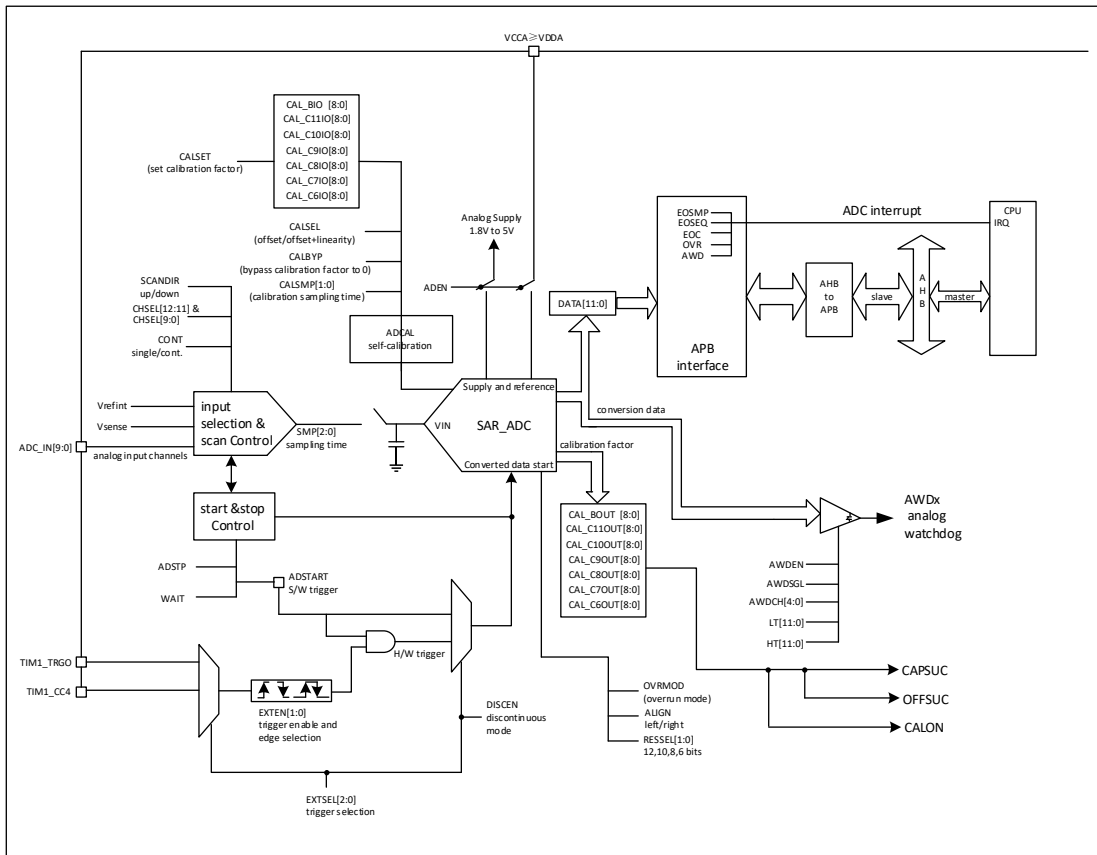 VCCA≥VDDA
CAL_BIO [8:0]
CAL_C11IO[8:0]
CAL_C10IO[8:0]
CAL_C9IO[8:0]
CAL_C8IO[8:0]
CAL_C7IO[8:0]
CAL_C6IO[8:0]
CALSET
(set calibration factor)
CALSEL
(offset/offset+linearity)
CALBYP
(bypass calibration factor to 0)
CALSMP[1:0]
(calibration sampling time)
Analog Supply
1.8V to 5V
ADEN
ADCAL
self-calibration
SCANDIR
up/down
CHSEL[12:11] &
CHSEL[9:0]
CONT
single/cont.
Vrefint
Vsense
ADC_IN[9:0]
analog input channels
input
selection &
scan Control
SMP[2:0]
sampling time
VIN
Supply and reference
SAR_ADC
Converted data start
DATA[11:0]
EOSMP
EOSEQ
EOC
OVR
AWD
APB
interface
ADC interrupt
CPU
IRQ
AHB
to
APB
slave
A
H
B
master
conversion data
calibration factor
start &stop
Control
ADSTP
WAIT
ADSTART
S/W trigger
H/W trigger
TIM1_TRGO
TIM1_CC4
EXTEN[1:0]
trigger enable and
edge selection
DISCEN
discontinuous
mode
EXTSEL[2:0]
trigger selection
CAL_BOUT [8:0]
CAL_C11OUT[8:0]
CAL_C10OUT[8:0]
CAL_C9OUT[8:0]
CAL_C8OUT[8:0]
CAL_C7OUT[8:0]
CAL_C6OUT[8:0]
AWDx
analog
watchdog
AWDEN
AWDSGL
AWDCH[4:0]
LT[11:0]
HT[11:0]
OVRMOD
(overrun mode)
ALIGN
left/right
RESSEL[1:0]
12,10,8,6 bits
CAPSUC
OFFSUC
CALON